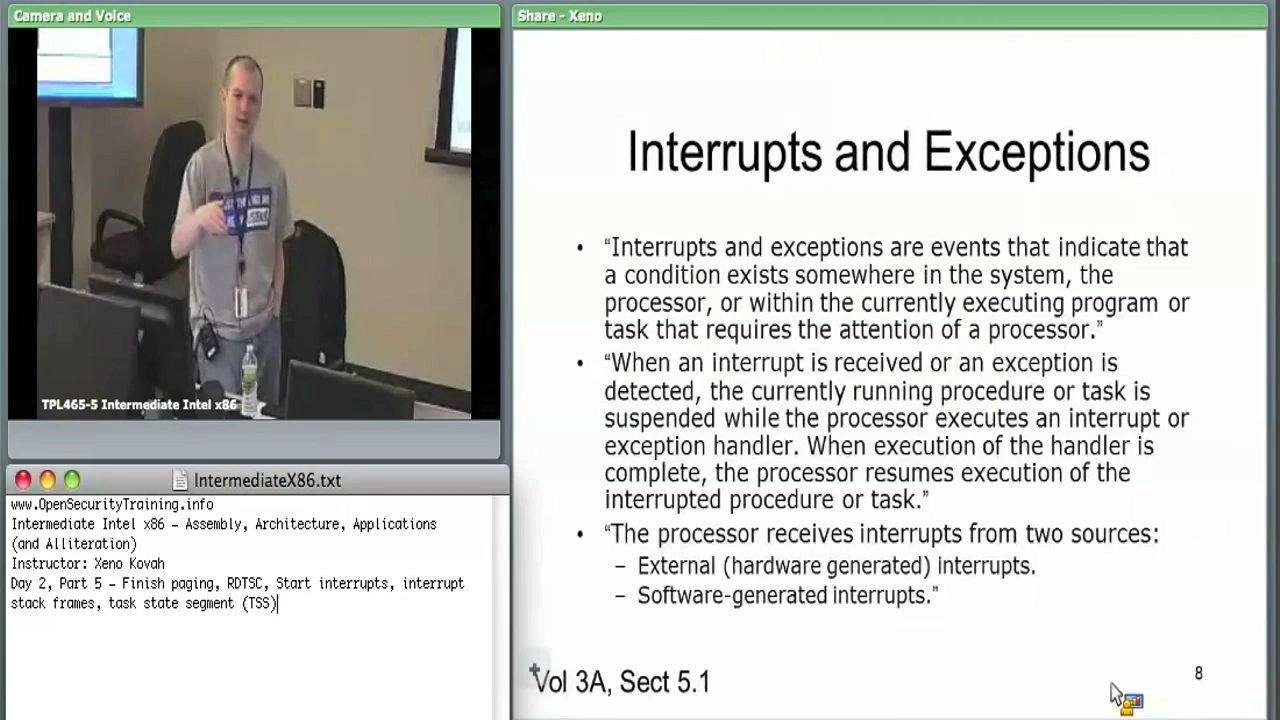 Camera and Voice
TPL465-5 Intermediate Intel x86
IntermediateX86.txt
www.OpenSecurityTraining.info
Intermediate Intel x86 – Assembly, Architecture, Applications
(and Alliteration)
Instructor: Xeno Kovah
Day 2, Part 5 – Finish paging, RDTSC, Start interrupts, interrupt
stack frames, task state segment (TSS)
Share - Xeno
Interrupts and Exceptions
• “Interrupts and exceptions are events that indicate that
a condition exists somewhere in the system, the
processor, or within the currently executing program or
task that requires the attention of a processor.”
• “When an interrupt is received or an exception is
detected, the currently running procedure or task is
suspended while the processor executes an interrupt or
exception handler. When execution of the handler is
complete, the processor resumes execution of the
interrupted procedure or task.”
• “The processor receives interrupts from two sources:
– External (hardware generated) interrupts.
– Software-generated interrupts.”
Vol 3A, Sect 5.1
8